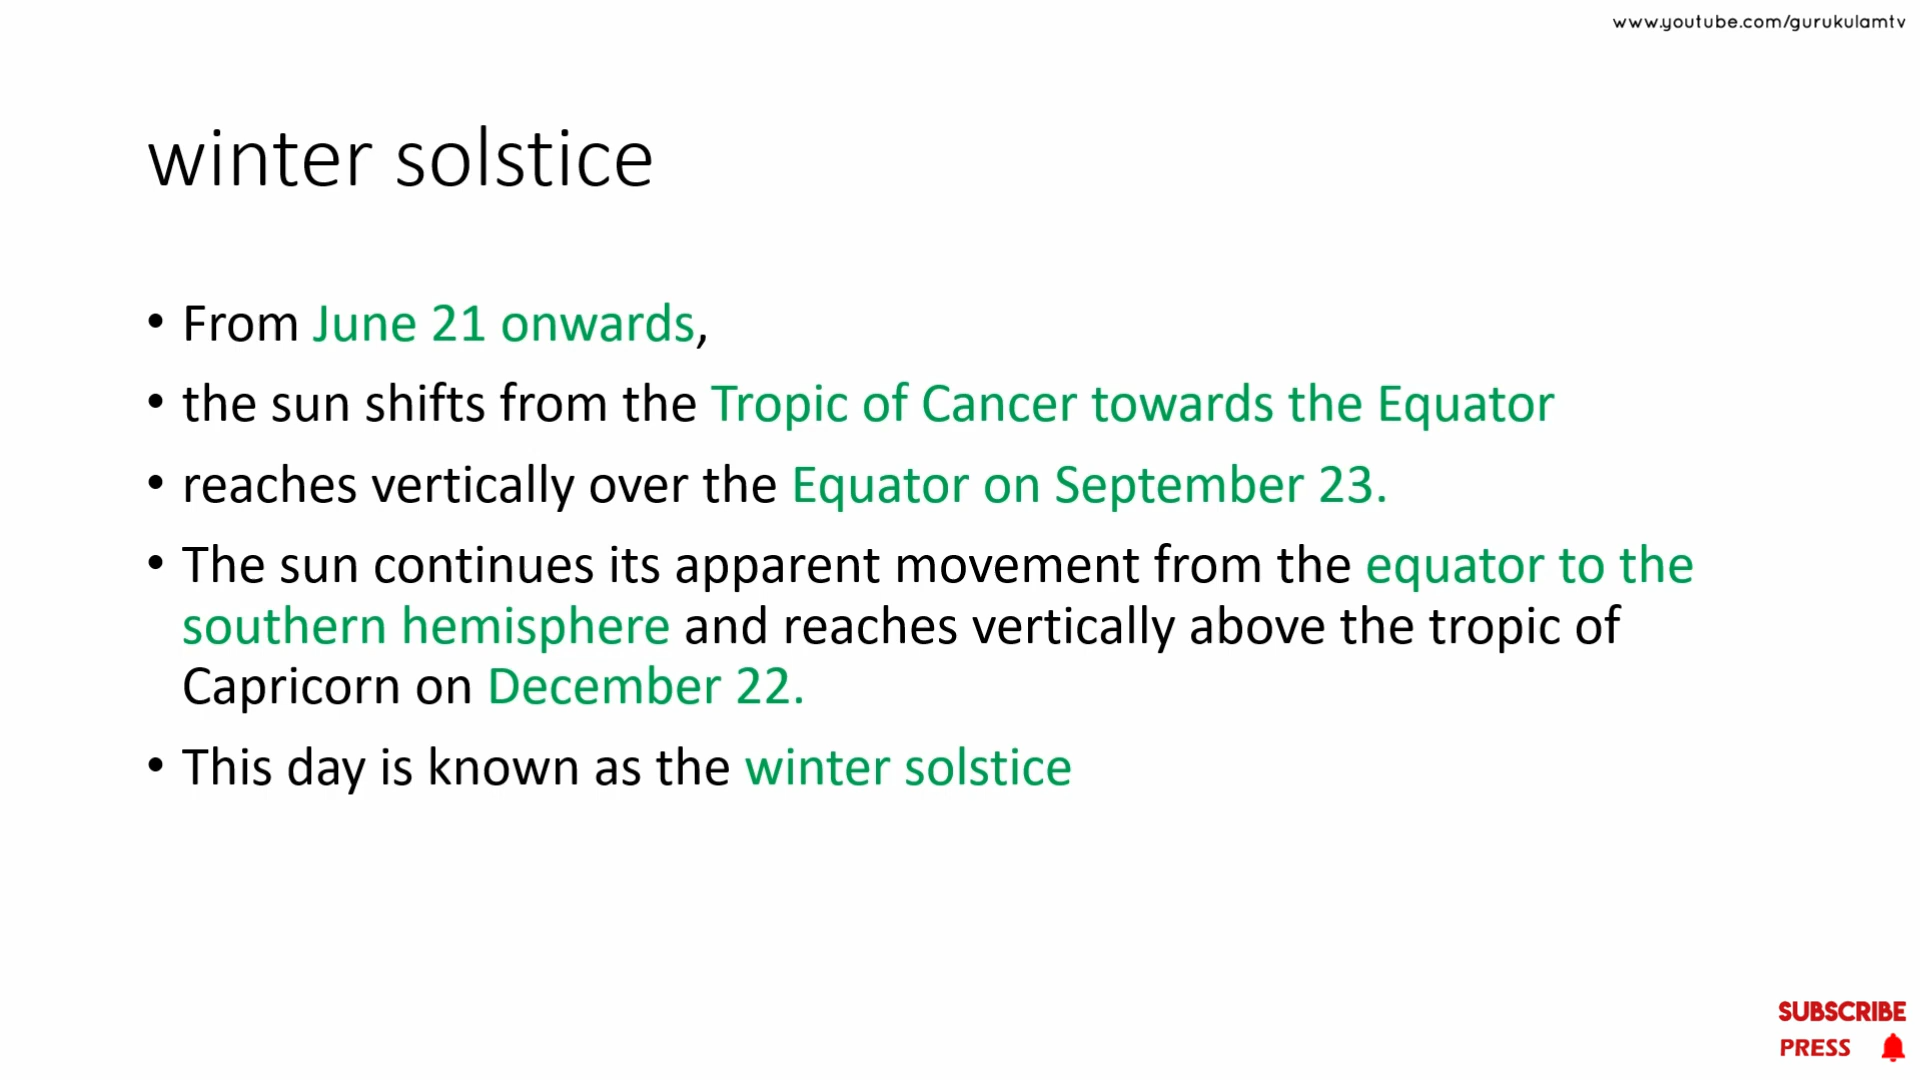 www.youtube.com/gurukulamtv
winter solstice
• From June 21 onwards,
• the sun shifts from the Tropic of Cancer towards the Equator
• reaches vertically over the Equator on September 23.
• The sun continues its apparent movement from the equator to the
southern hemisphere and reaches vertically above the tropic of
Capricorn on December 22.
• This day is known as the winter solstice
SUBSCRIBE
PRESS